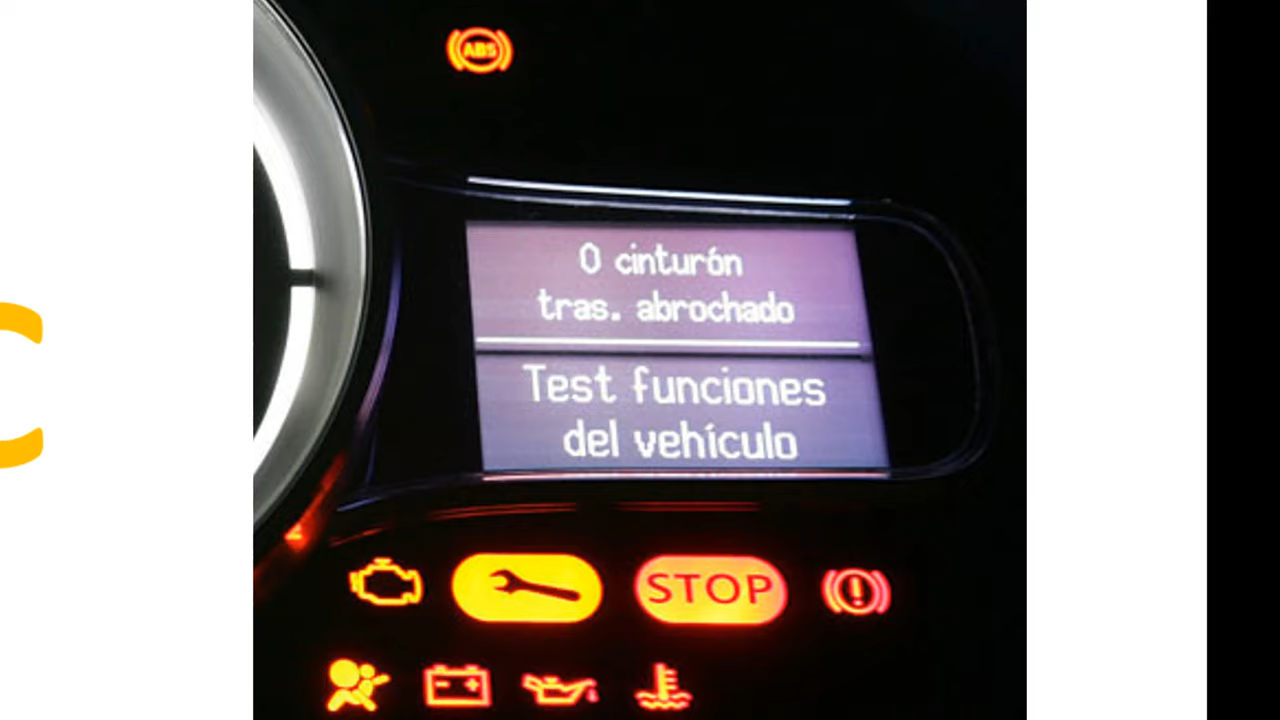 ABS
0 cinturón
tras. abrochado
Test funciones
del vehículo
STOP